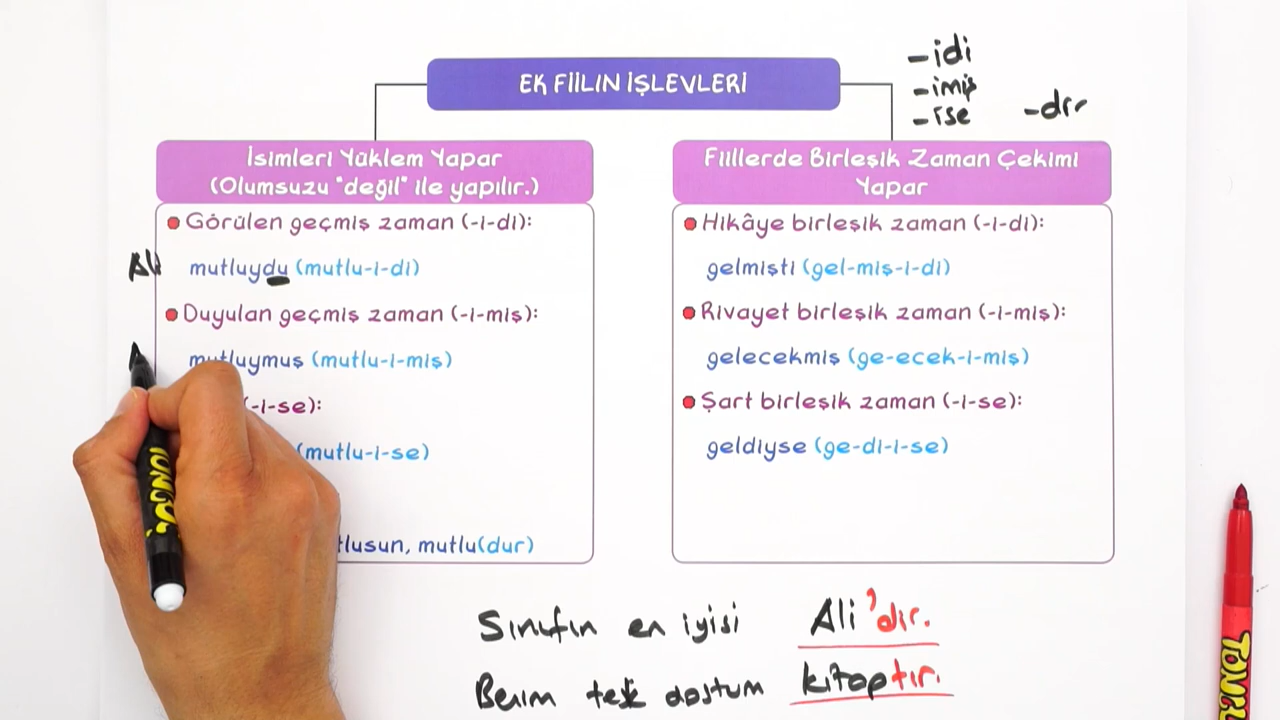 -idi
-imiş
-ise -dır
EK FİİLİN İŞLEVLERİ
İsimleri Yüklem Yapar
(Olumsuzu "değil" ile yapılır.)
Görülen geçmiş zaman (-i-di):
Ali mutluydu (mutlu-i-di)
Duyulan geçmiş zaman (-i-miş):
mutluymuş (mutlu-i-miş)
(-i-se):
(mutlu-i-se)
tlusun, mutlu(dur)
Fiillerde Birleşik Zaman Çekimi
Yapar
Hikâye birleşik zaman (-i-di):
gelmişti (gel-miş-i-di)
Rivayet birleşik zaman (-i-miş):
gelecekmiş (ge-ecek-i-miş)
Şart birleşik zaman (-i-se):
geldiyse (ge-di-i-se)
Sınıfın en iyisi Ali'dır.
Benim tek dostum kitaptır.
TONGUÇ